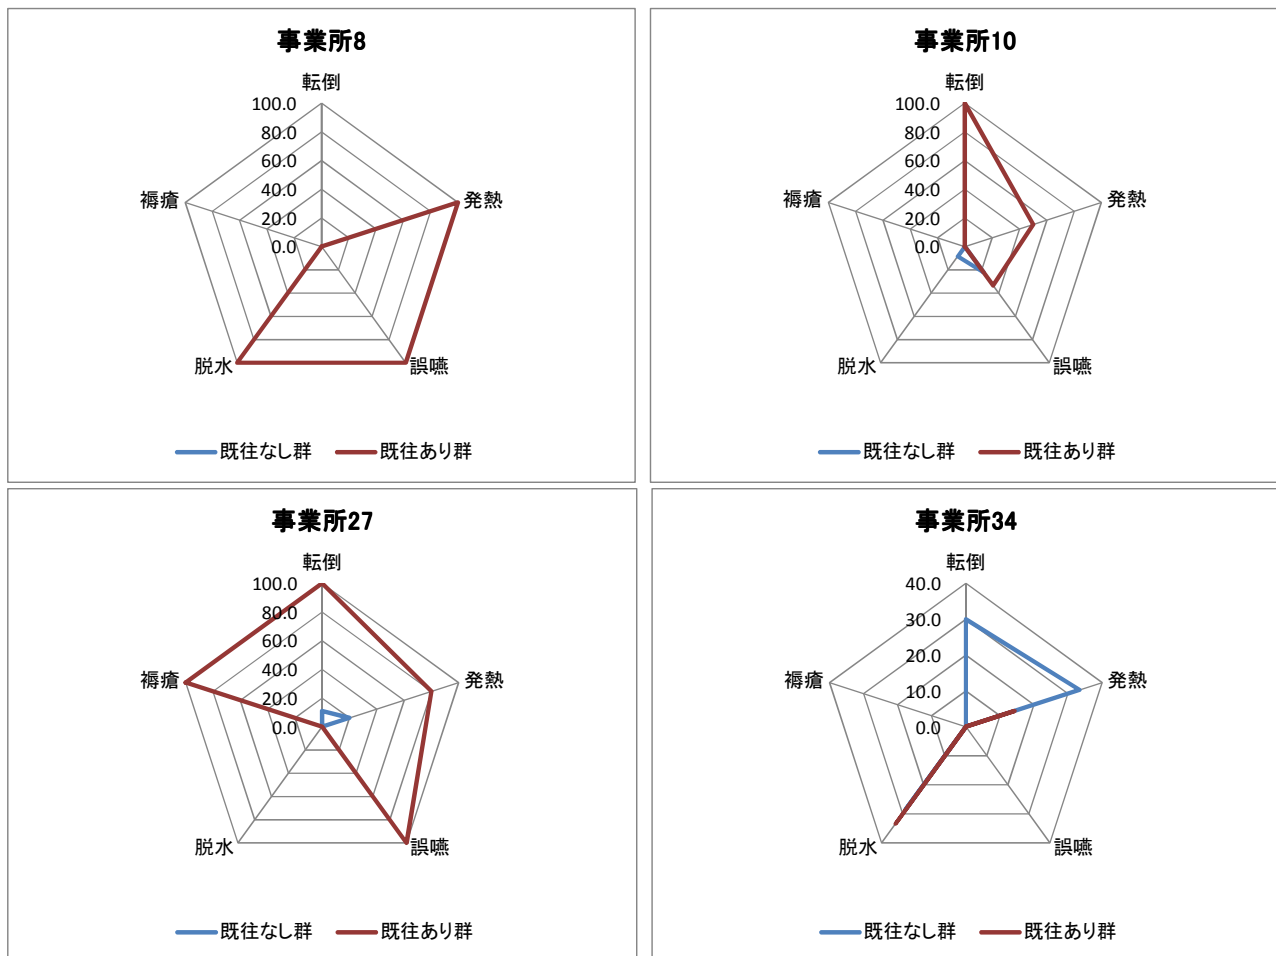 事業所8
転倒
100.0
80.0
60.0
40.0
20.0
0.0
褥瘡
発熱
脱水
誤嚥
既往なし群 既往あり群
事業所10
転倒
100.0
80.0
60.0
40.0
20.0
0.0
褥瘡
発熱
脱水
誤嚥
既往なし群 既往あり群
事業所27
転倒
100.0
80.0
60.0
40.0
20.0
0.0
褥瘡
発熱
脱水
誤嚥
既往なし群 既往あり群
事業所34
転倒
40.0
30.0
20.0
10.0
0.0
褥瘡
発熱
脱水
誤嚥
既往なし群 既往あり群